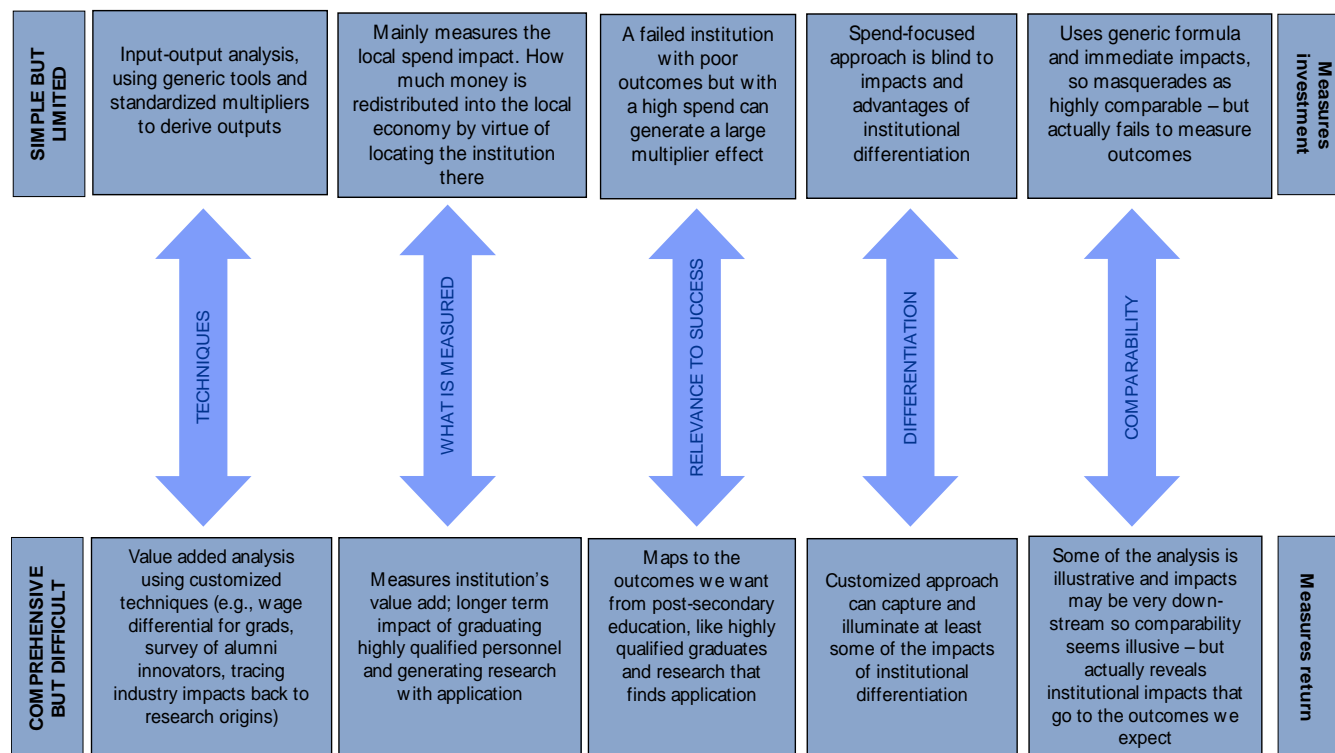 SIMPLE BUT
LIMITED
Input-output analysis,
using generic tools and
standardized multipliers
to derive outputs
Mainly measures the
local spend impact. How
much money is
redistributed into the local
economy by virtue of
locating the institution
there
A failed institution
with poor
outcomes but with
a high spend can
generate a large
multiplier effect
Spend-focused
approach is blind to
impacts and
advantages of
institutional
differentiation
Uses generic formula
and immediate impacts,
so masquerades as
highly comparable – but
actually fails to measure
outcomes
Measures
investment
TECHNIQUES
WHAT IS MEASURED
RELEVANCE TO SUCCESS
DIFFERENTIATION
COMPARABILITY
COMPREHENSIVE
BUT DIFFICULT
Value added analysis
using customized
techniques (e.g., wage
differential for grads,
survey of alumni
innovators, tracing
industry impacts back to
research origins)
Measures institution's
value add; longer term
impact of graduating
highly qualified personnel
and generating research
with application
Maps to the
outcomes we want
from post-secondary
education, like highly
qualified graduates
and research that
finds application
Customized approach
can capture and
illuminate at least
some of the impacts
of institutional
differentiation
Some of the analysis is
illustrative and impacts
may be very down-
stream so comparability
seems illusive – but
actually reveals
institutional impacts that
go to the outcomes we
expect
Measures return